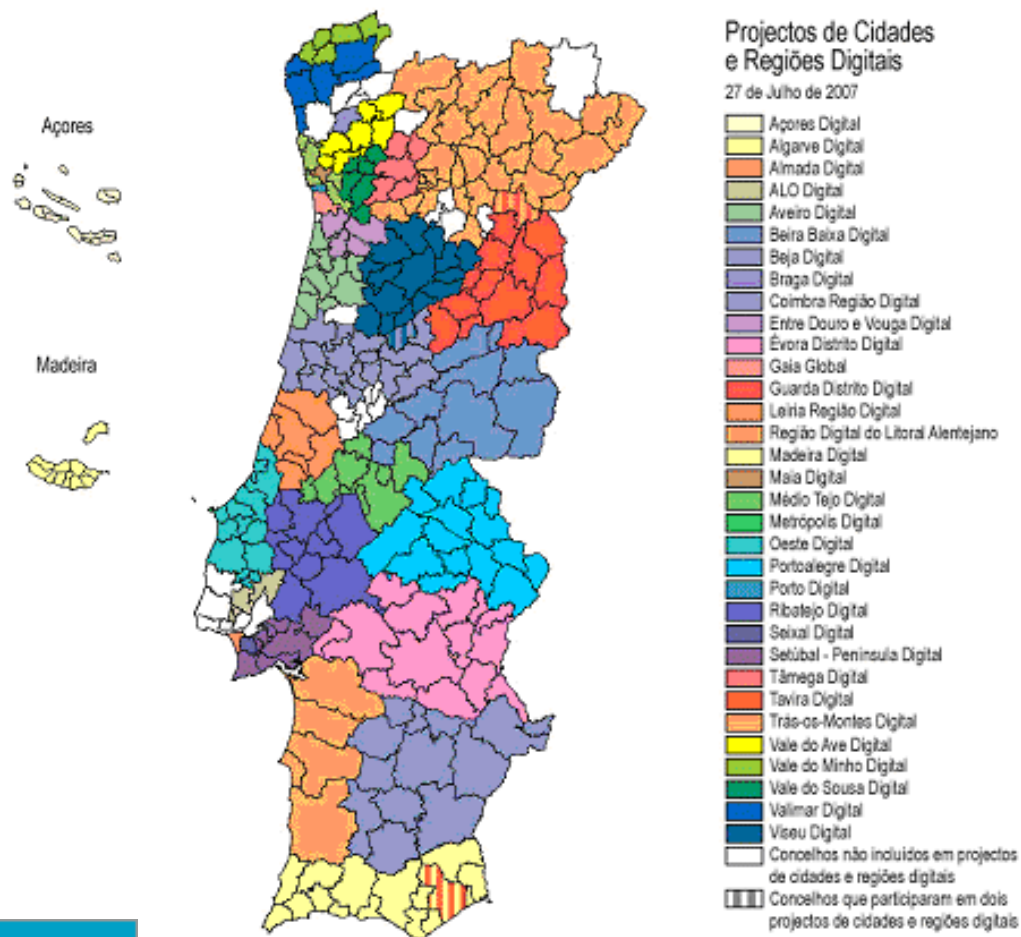 Projectos de Cidades
e Regiões Digitais
27 de Julho de 2007
Açores
Madeira
Açores Digital
Algarve Digital
Almada Digital
ALO Digital
Aveiro Digital
Beira Baixa Digital
Beja Digital
Braga Digital
Coimbra Região Digital
Entre Douro e Vouga Digital
Évora Distrito Digital
Gaia Global
Guarda Distrito Digital
Leiria Região Digital
Região Digital do Litoral Alentejano
Madeira Digital
Maia Digital
Médio Tejo Digital
Metrópolis Digital
Oeste Digital
Portoalegre Digital
Porto Digital
Ribatejo Digital
Seixal Digital
Setúbal - Peninsula Digital
Tâmega Digital
Tavira Digital
Trás-os-Montes Digital
Vale do Ave Digital
Vale do Minho Digital
Vale do Sousa Digital
Valimar Digital
Viseu Digital
Concelhos não incluidos em projectos
de cidades e regiões digitais
Concelhos que participaram em dois
projectos de cidades e regiões digitais